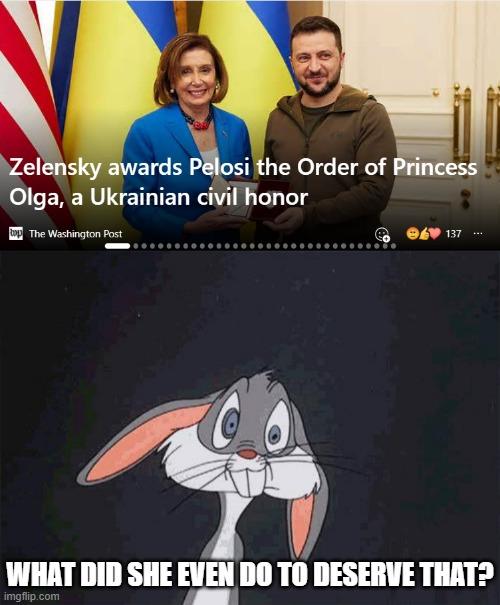 Zelensky awards Pelosi the Order of Princess
Olga, a Ukrainian civil honor
wp The Washington Post 137 ...
WHAT DID SHE EVEN DO TO DESERVE THAT?
imgflip.com